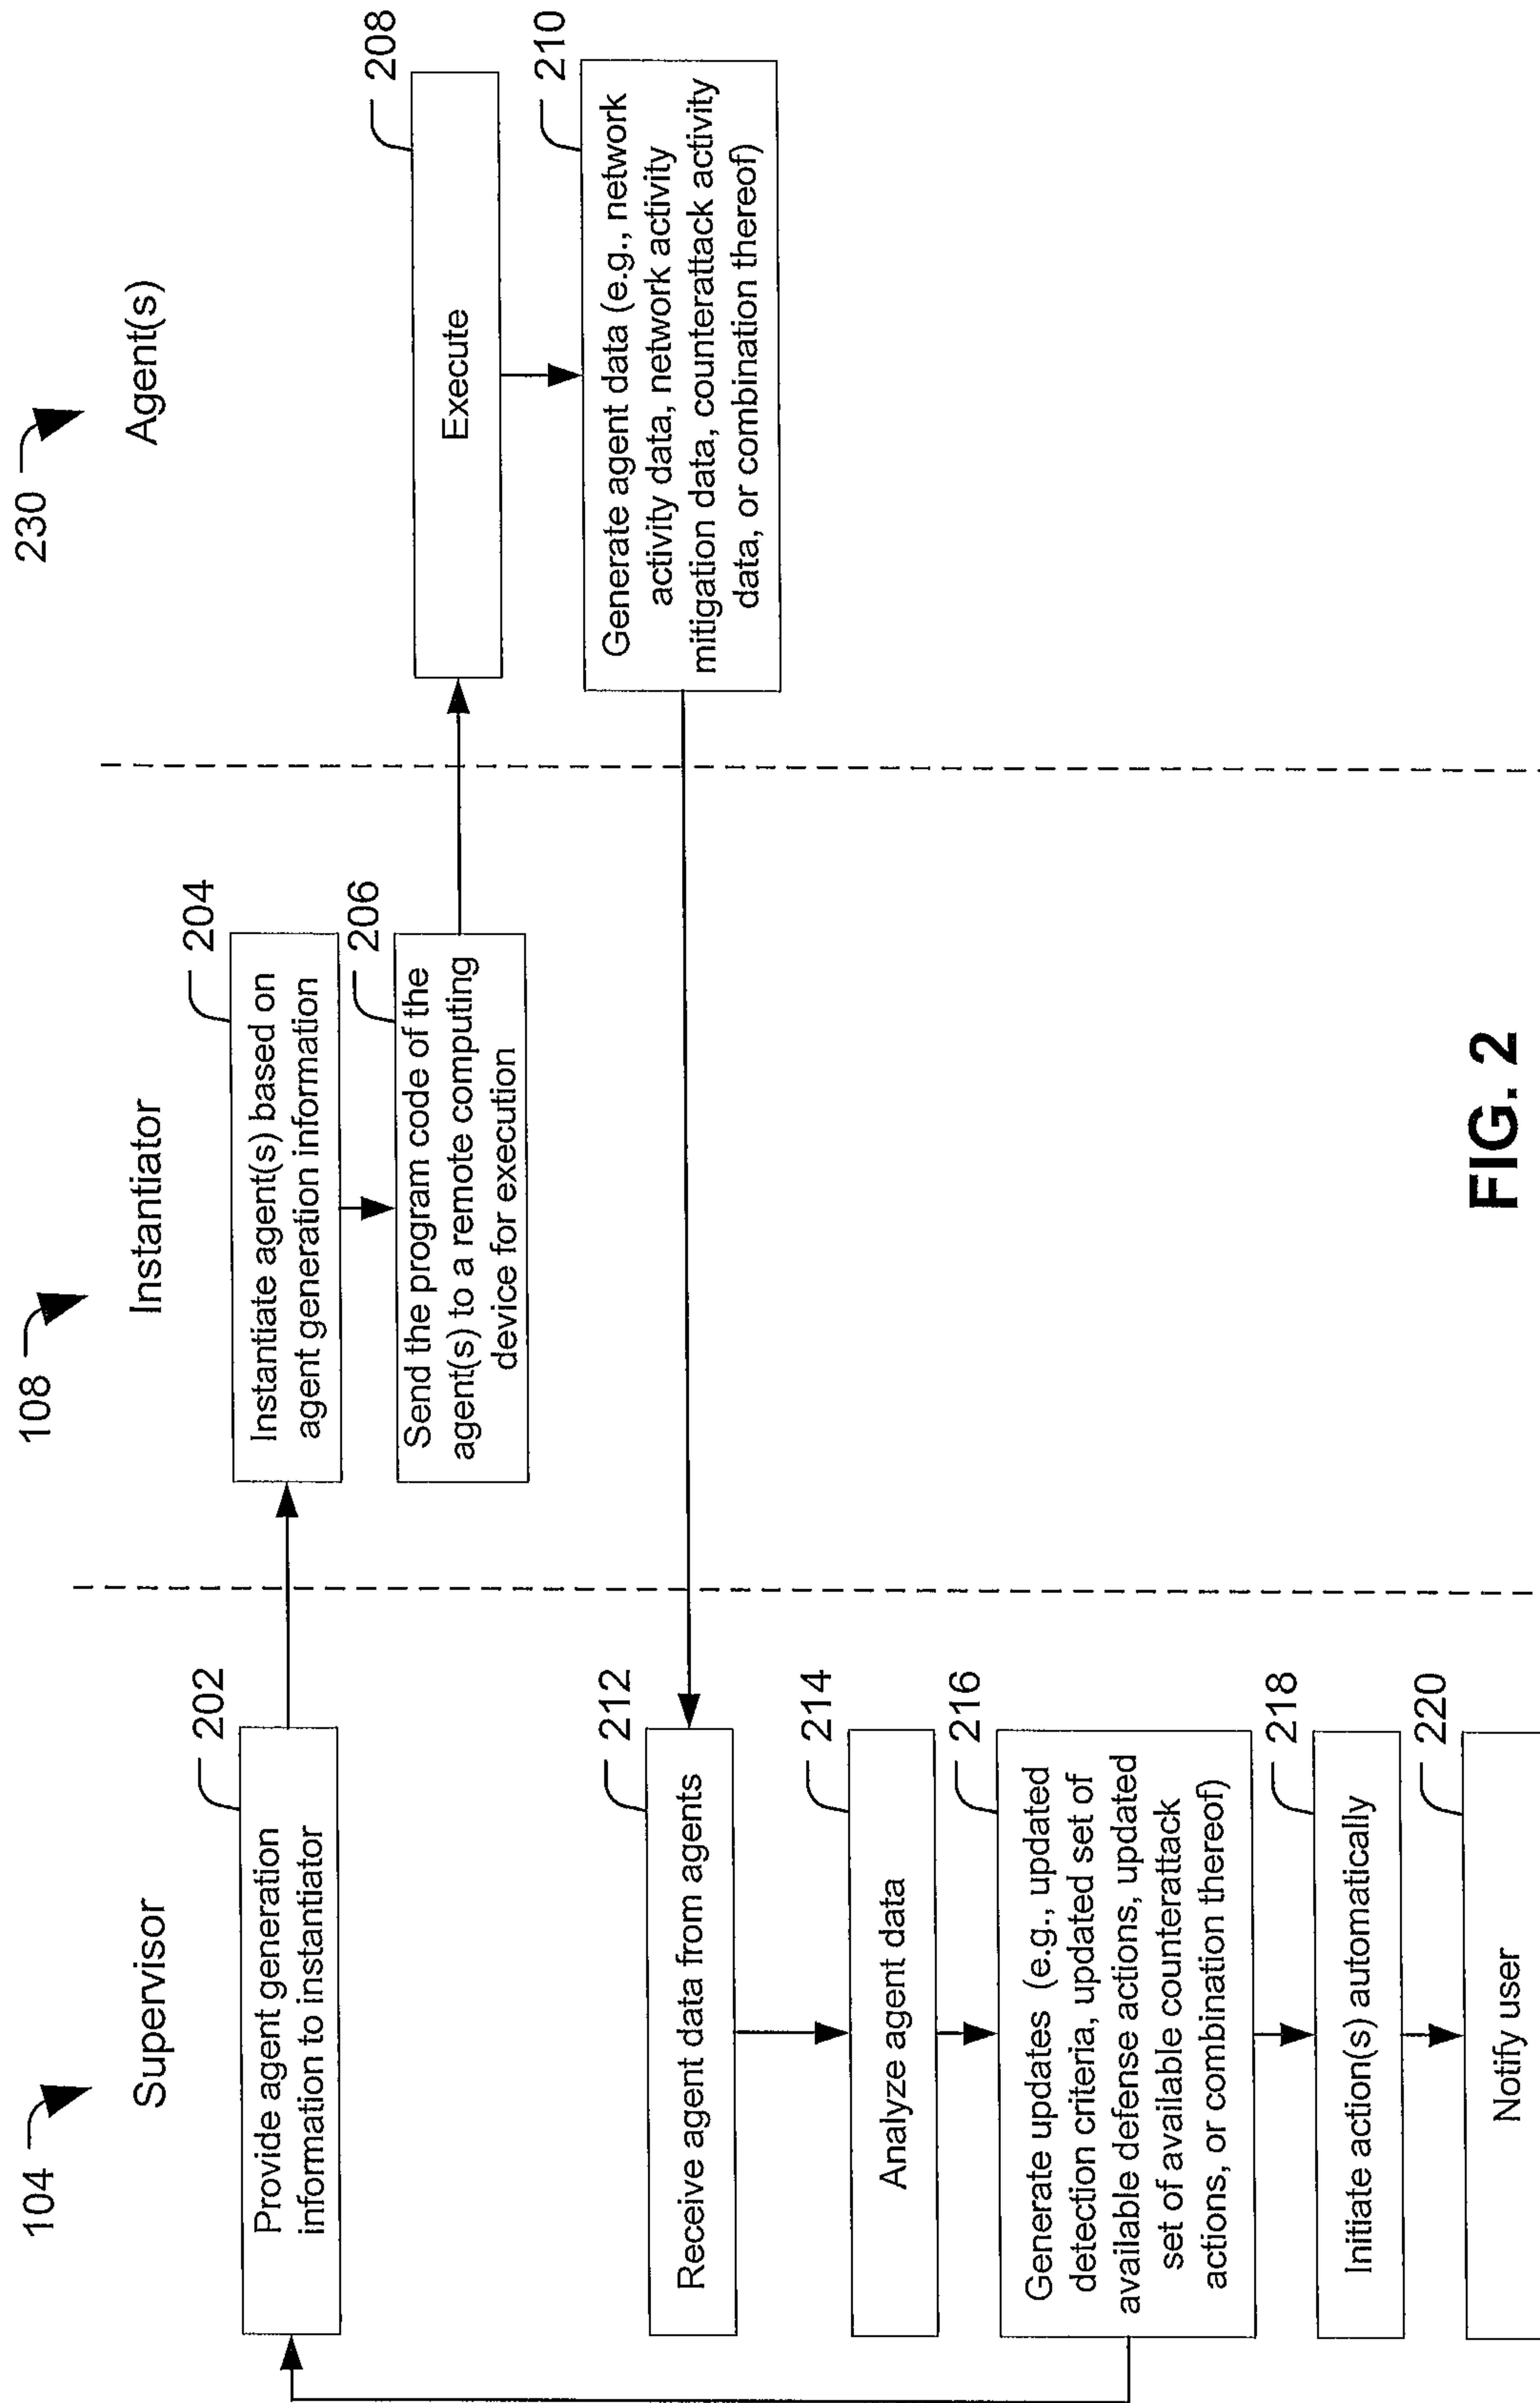 104
Supervisor
108
Instantiator
230
Agent(s)
202
Provide agent generation
information to instantiator
204
Instantiate agent(s) based on
agent generation information
206
Send the program code of the
agent(s) to a remote computing
device for execution
208
Execute
210
Generate agent data (e.g., network
activity data, network activity
mitigation data, counterattack activity
data, or combination thereof)
212
Receive agent data from agents
214
Analyze agent data
216
Generate updates (e.g., updated
detection criteria, updated set of
available defense actions, updated
set of available counterattack
actions, or combination thereof)
218
Initiate action(s) automatically
220
Notify user
FIG. 2